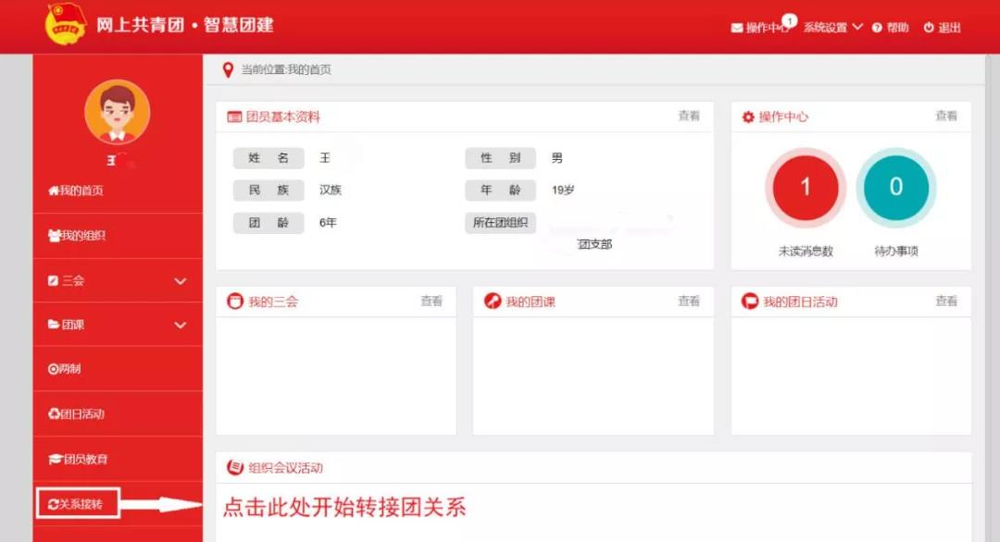 网上共青团·智慧团建
操作中心 1 系统设置 帮助 退出
当前位置:我的首页
王
我的首页
我的组织
三会
团课
两制
团日活动
团员教育
关系接转
团员基本资料 查看
姓 名 王 性 别 男
民 族 汉族 年 龄 19岁
团 龄 6年 所在团组织
团支部
操作中心 查看
1 0
未读消息数 待办事项
我的三会 查看
我的团课 查看
我的团日活动 查看
组织会议活动
点击此处开始转接团关系